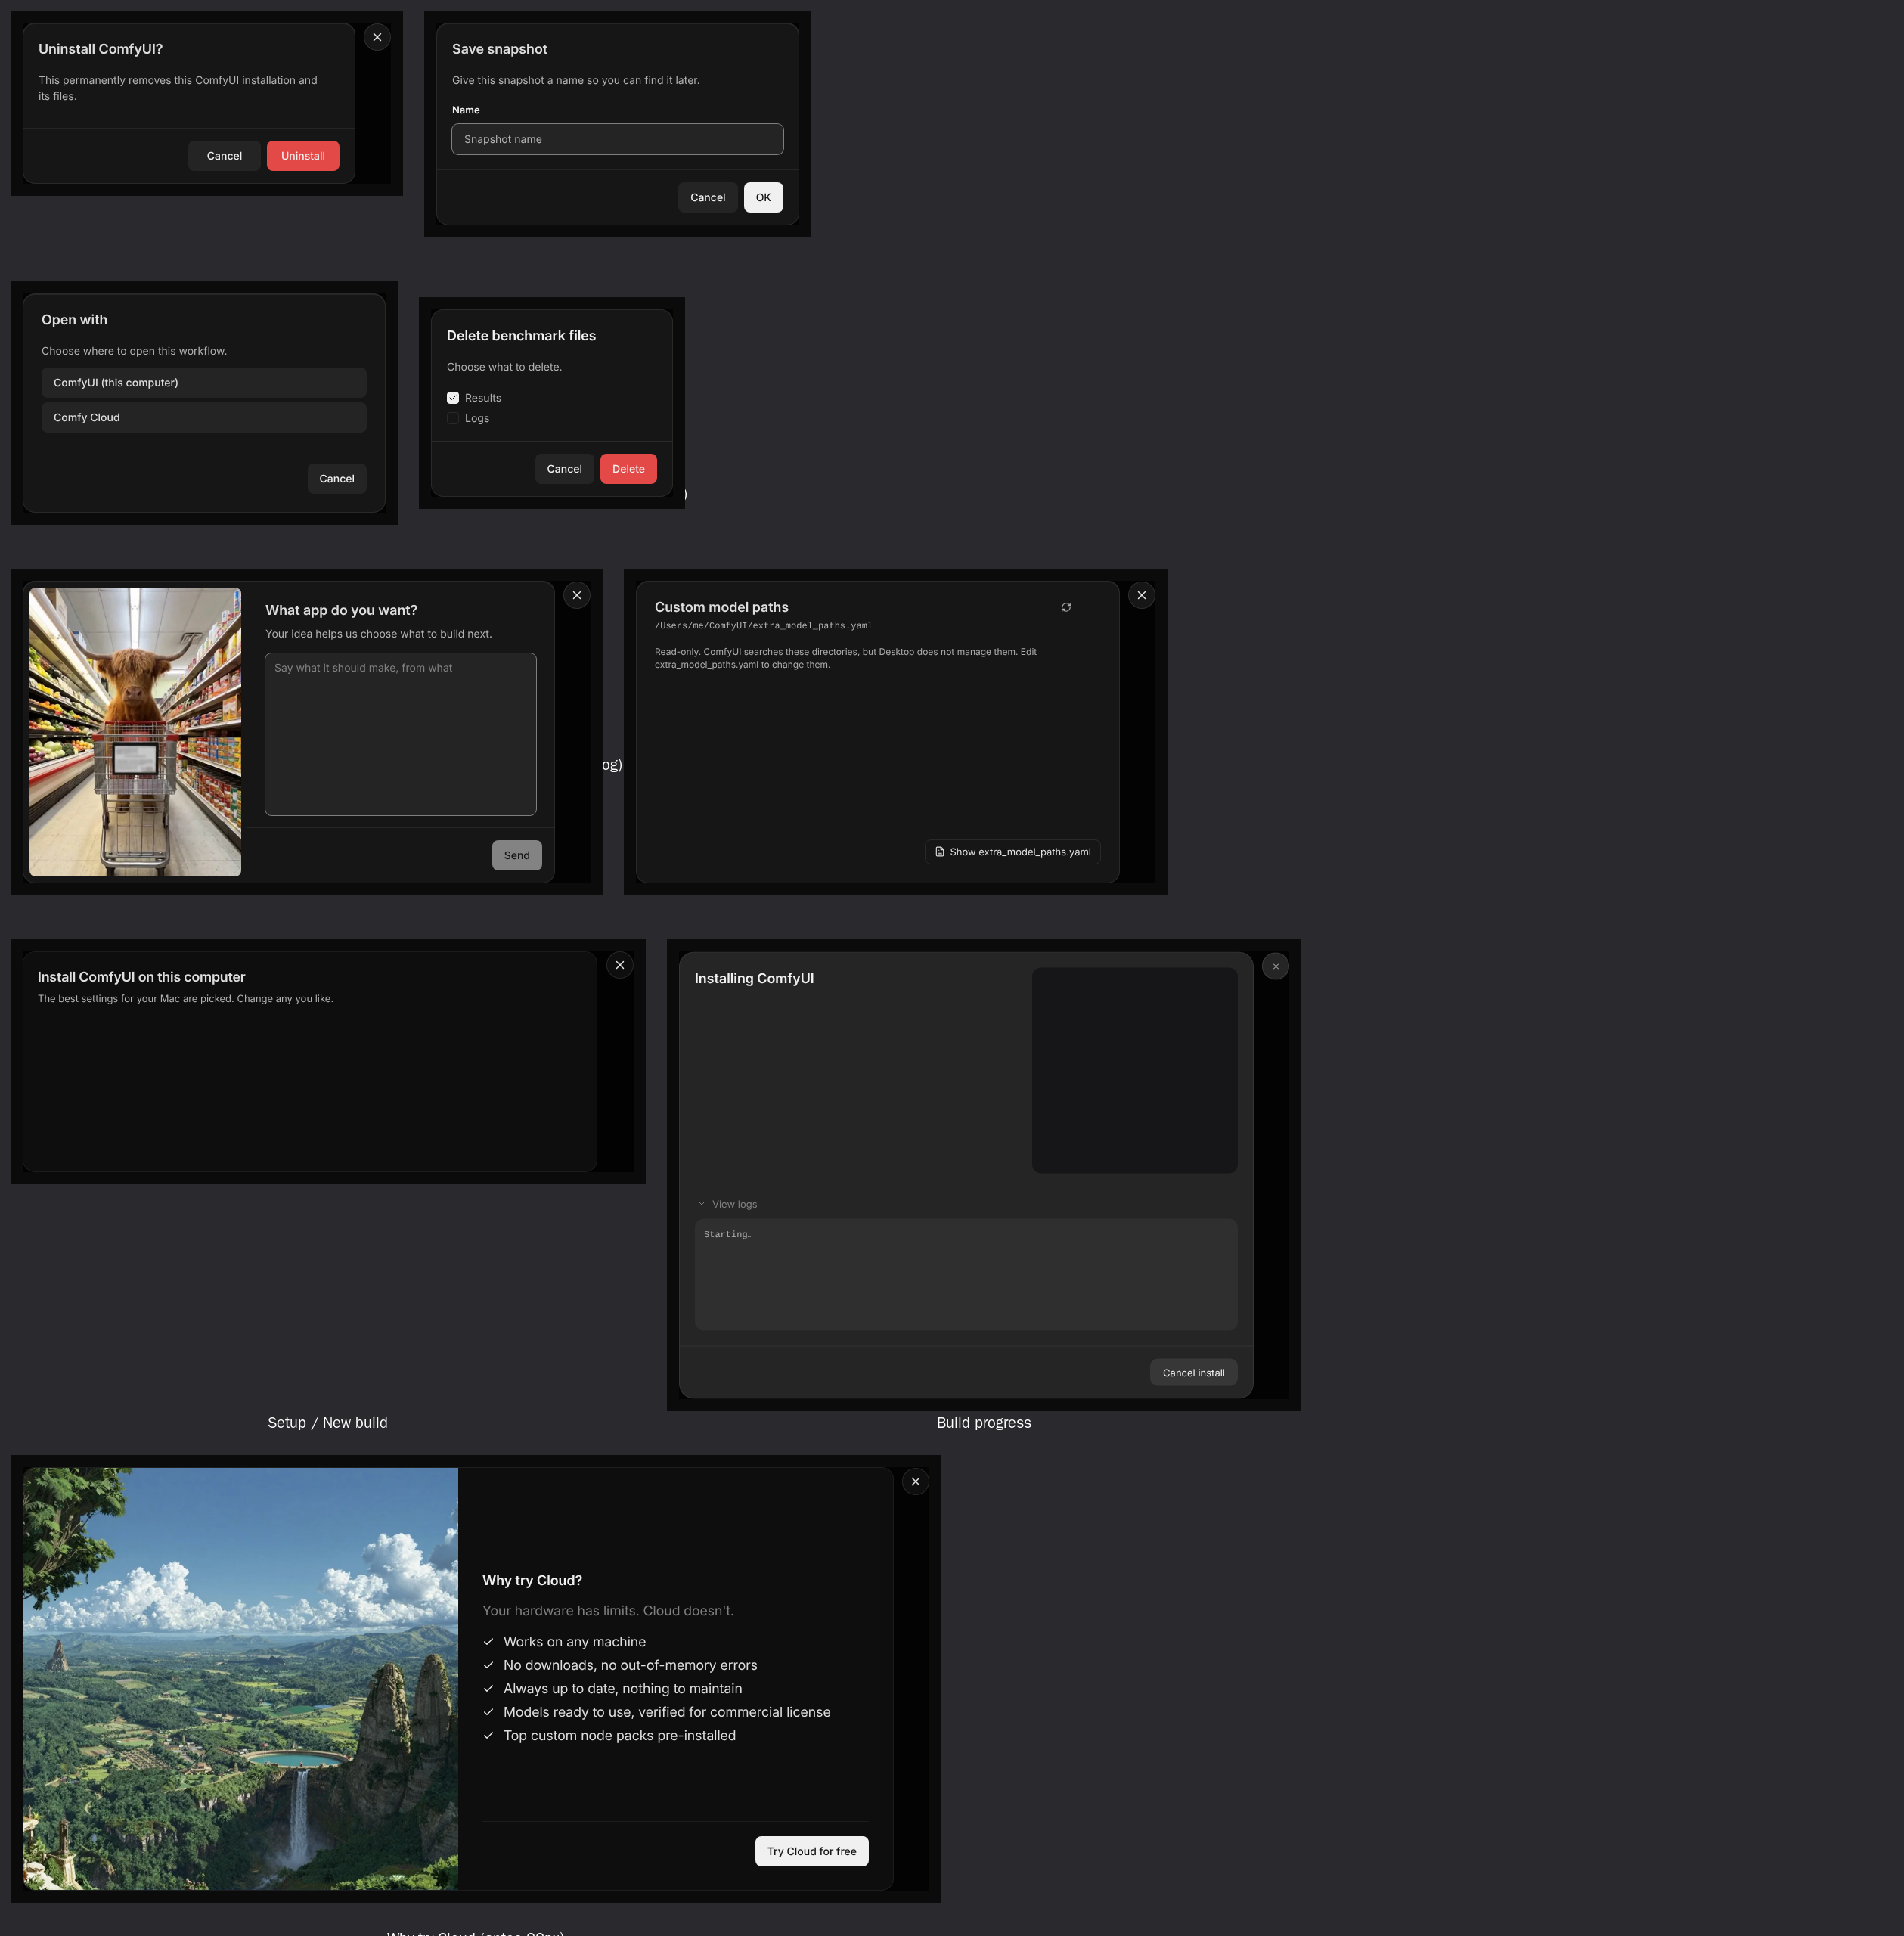 Uninstall ComfyUI?
This permanently removes this ComfyUI installation and
its files.
Cancel
Uninstall
Save snapshot
Give this snapshot a name so you can find it later.
Name
Snapshot name
Cancel
OK
Open with
Choose where to open this workflow.
ComfyUI (this computer)
Comfy Cloud
Cancel
Delete benchmark files
Choose what to delete.
Results
Logs
Cancel
Delete
)
What app do you want?
Your idea helps us choose what to build next.
Say what it should make, from what
Send
og)
Custom model paths
/Users/me/ComfyUI/extra_model_paths.yaml
Read-only. ComfyUI searches these directories, but Desktop does not manage them. Edit
extra_model_paths.yaml to change them.
Show extra_model_paths.yaml
Install ComfyUI on this computer
The best settings for your Mac are picked. Change any you like.
Setup / New build
Installing ComfyUI
View logs
Starting…
Cancel install
Build progress
Why try Cloud?
Your hardware has limits. Cloud doesn't.
Works on any machine
No downloads, no out-of-memory errors
Always up to date, nothing to maintain
Models ready to use, verified for commercial license
Top custom node packs pre-installed
Try Cloud for free